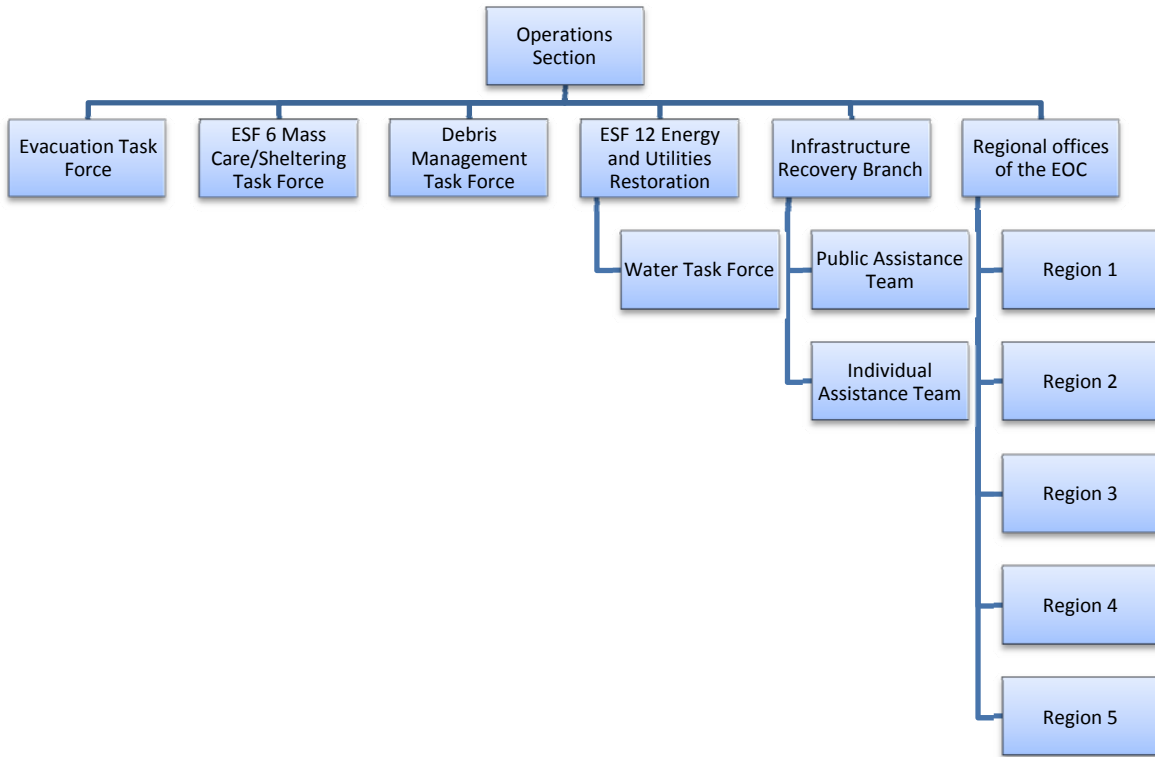 Operations
Section
Evacuation Task
Force
ESF 6 Mass
Care/Sheltering
Task Force
Debris
Management
Task Force
ESF 12 Energy
and Utilities
Restoration
Infrastructure
Recovery Branch
Regional offices
of the EOC
Water Task Force
Public Assistance
Team
Individual
Assistance Team
Region 1
Region 2
Region 3
Region 4
Region 5